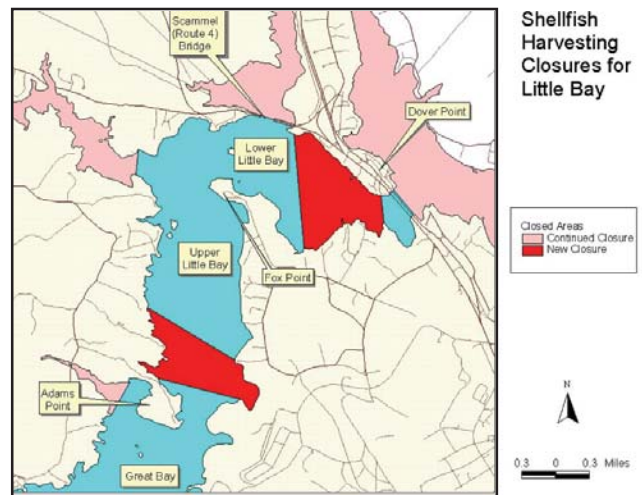 Shellfish
Harvesting
Closures for
Little Bay
Scammel
(Route 4)
Bridge
Dover Point
Lower
Little Bay
Upper
Little Bay
Fox Point
Adams
Point
Great Bay
Closed Areas
Continued Closure
New Closure
N
0.3 0 0.3 Miles